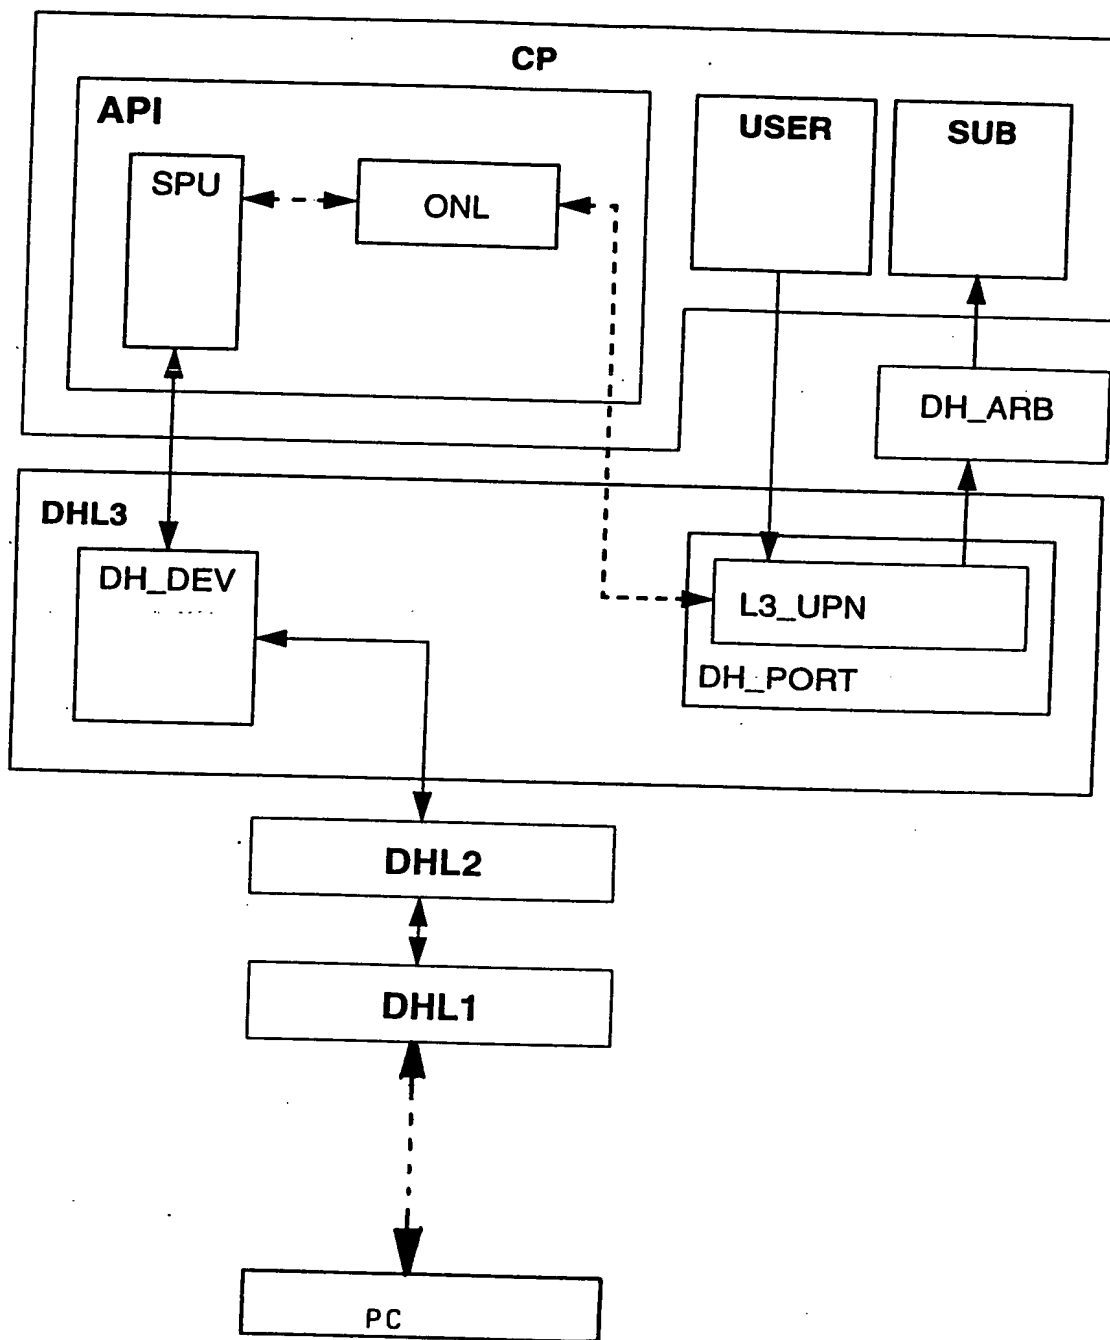 CP
API
USER
SUB
SPU
ONL
DH_ARB
DHL3
DH_DEV
L3_UPN
DH_PORT
DHL2
DHL1
PC